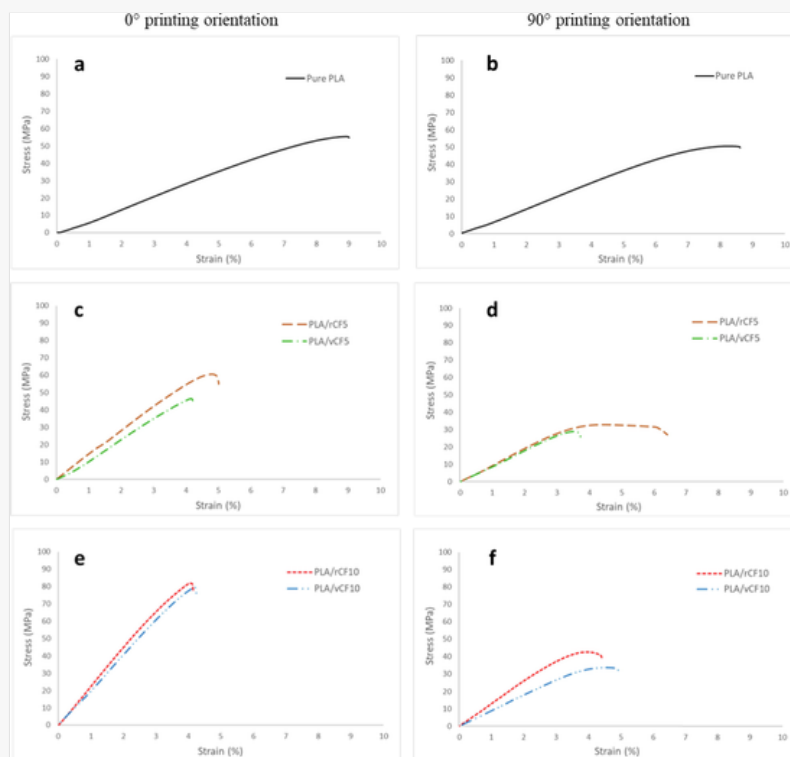 0° printing orientation
90° printing orientation
a
Pure PLA
100
90
80
70
60
50
40
30
20
10
0
Stress (MPa)
0 1 2 3 4 5 6 7 8 9 10
Strain (%)
b
Pure PLA
100
90
80
70
60
50
40
30
20
10
0
Stress (MPa)
0 1 2 3 4 5 6 7 8 9 10
Strain (%)
c
PLA/rCF5
PLA/vCF5
100
90
80
70
60
50
40
30
20
10
0
Stress (MPa)
0 1 2 3 4 5 6 7 8 9 10
Strain (%)
d
PLA/rCF5
PLA/vCF5
100
90
80
70
60
50
40
30
20
10
0
Stress (MPa)
0 1 2 3 4 5 6 7 8 9 10
Strain (%)
e
PLA/rCF10
PLA/vCF10
100
90
80
70
60
50
40
30
20
10
0
Stress (MPa)
0 1 2 3 4 5 6 7 8 9 10
Strain (%)
f
PLA/rCF10
PLA/vCF10
100
90
80
70
60
50
40
30
20
10
0
Stress (MPa)
0 1 2 3 4 5 6 7 8 9 10
Strain (%)